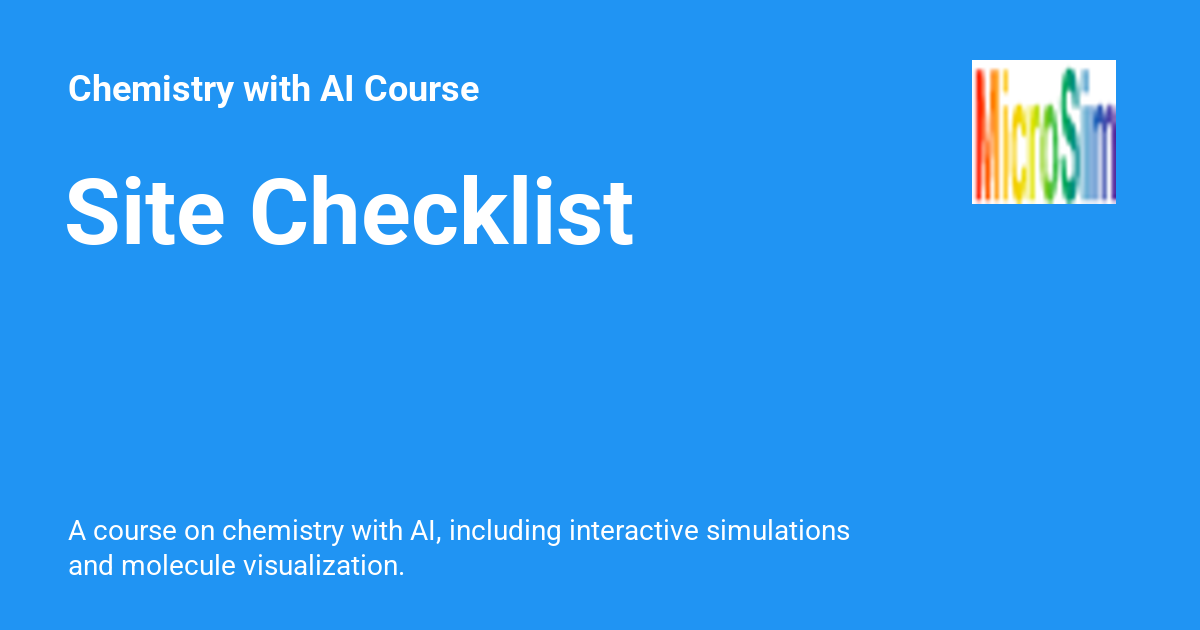 Chemistry with AI Course
MicroSim
Site Checklist
A course on chemistry with AI, including interactive simulations
and molecule visualization.